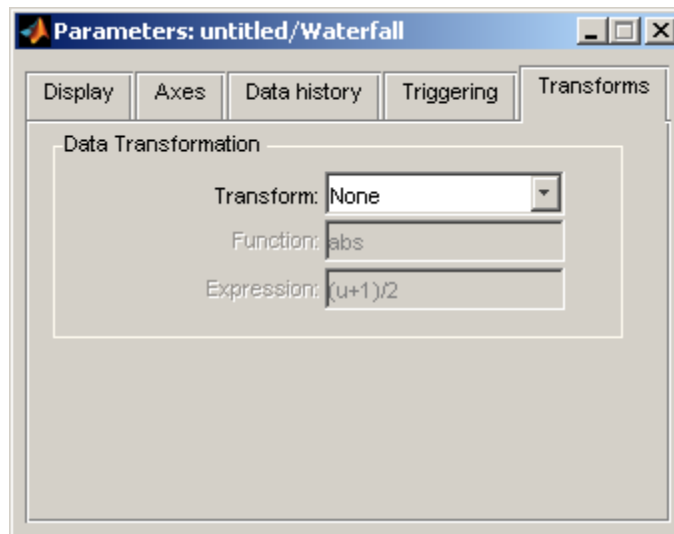 Parameters: untitled/Waterfall
Display Axes Data history Triggering Transforms
Data Transformation
Transform: None
Function: abs
Expression: (u+1)/2